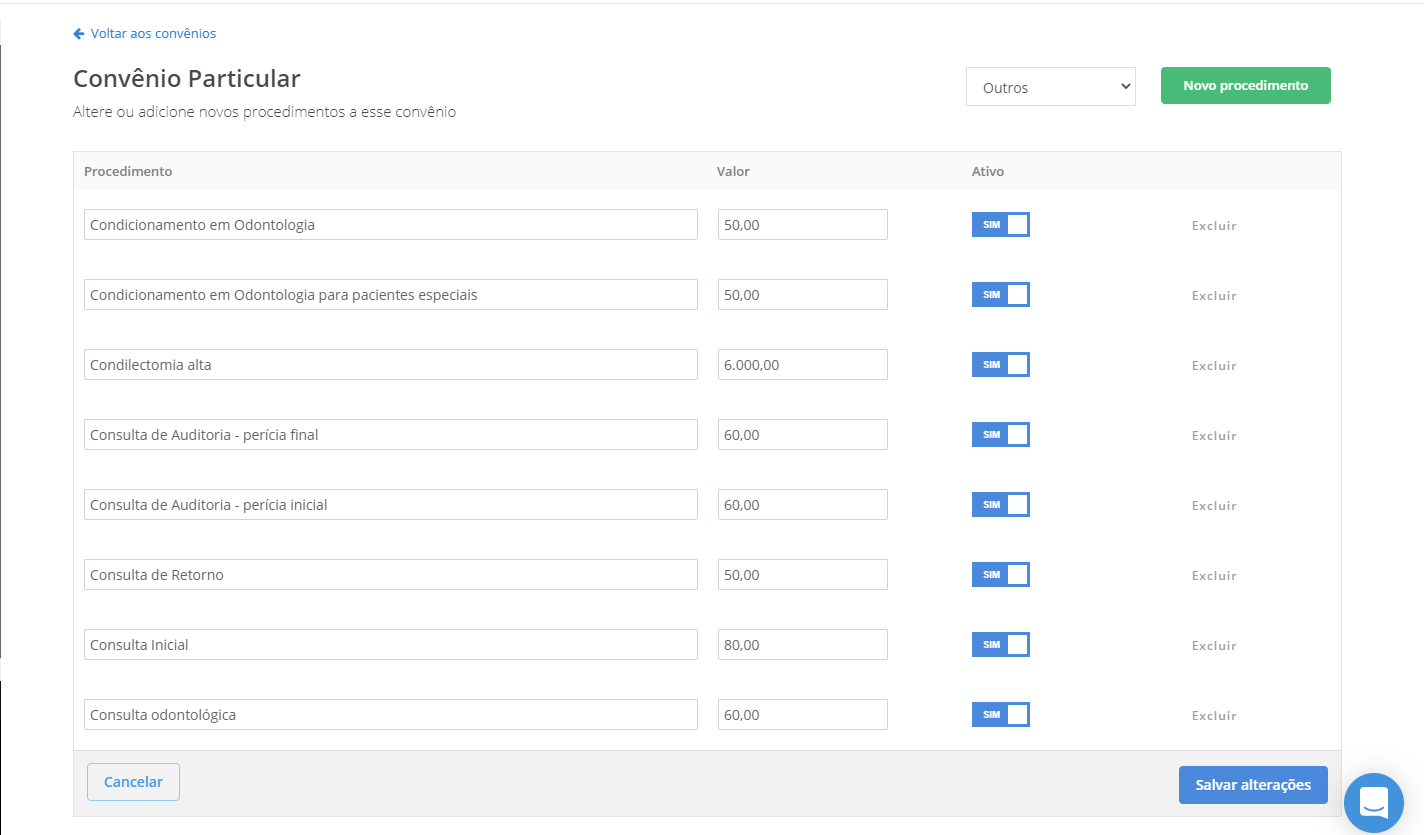 Voltar aos convênios
Convênio Particular
Altere ou adicione novos procedimentos a esse convênio
Outros
Novo procedimento
Procedimento Valor Ativo
Condicionamento em Odontologia 50,00 SIM Excluir
Condicionamento em Odontologia para pacientes especiais 50,00 SIM Excluir
Condilectomia alta 6.000,00 SIM Excluir
Consulta de Auditoria - perícia final 60,00 SIM Excluir
Consulta de Auditoria - perícia inicial 60,00 SIM Excluir
Consulta de Retorno 50,00 SIM Excluir
Consulta Inicial 80,00 SIM Excluir
Consulta odontológica 60,00 SIM Excluir
Cancelar Salvar alterações